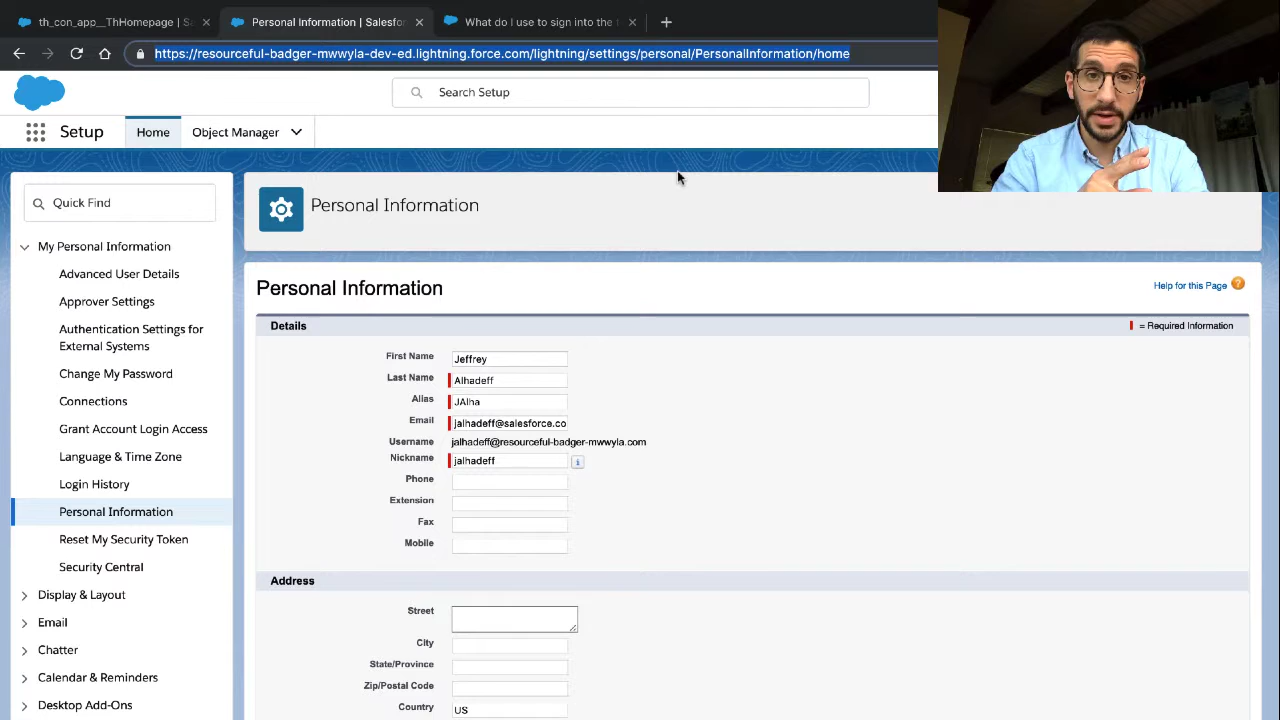 th_con_app__ThHomepage | S
Personal Information | Salesfor
What do I use to sign into the t
https://resourceful-badger-mwwyla-dev-ed.lightning.force.com/lightning/settings/personal/PersonalInformation/home
Search Setup
Setup
Home
Object Manager
Quick Find
Personal Information
My Personal Information
Advanced User Details
Approver Settings
Authentication Settings for
External Systems
Change My Password
Connections
Grant Account Login Access
Language & Time Zone
Login History
Personal Information
Reset My Security Token
Security Central
Display & Layout
Email
Chatter
Calendar & Reminders
Desktop Add-Ons
Personal Information
Help for this Page ?
Details
= Required Information
First Name Jeffrey
Last Name Alhadeff
Alias JAlha
Email jalhadeff@salesforce.co
Username jalhadeff@resourceful-badger-mwwyla.com
Nickname jalhadeff i
Phone
Extension
Fax
Mobile
Address
Street
City
State/Province
Zip/Postal Code
Country US